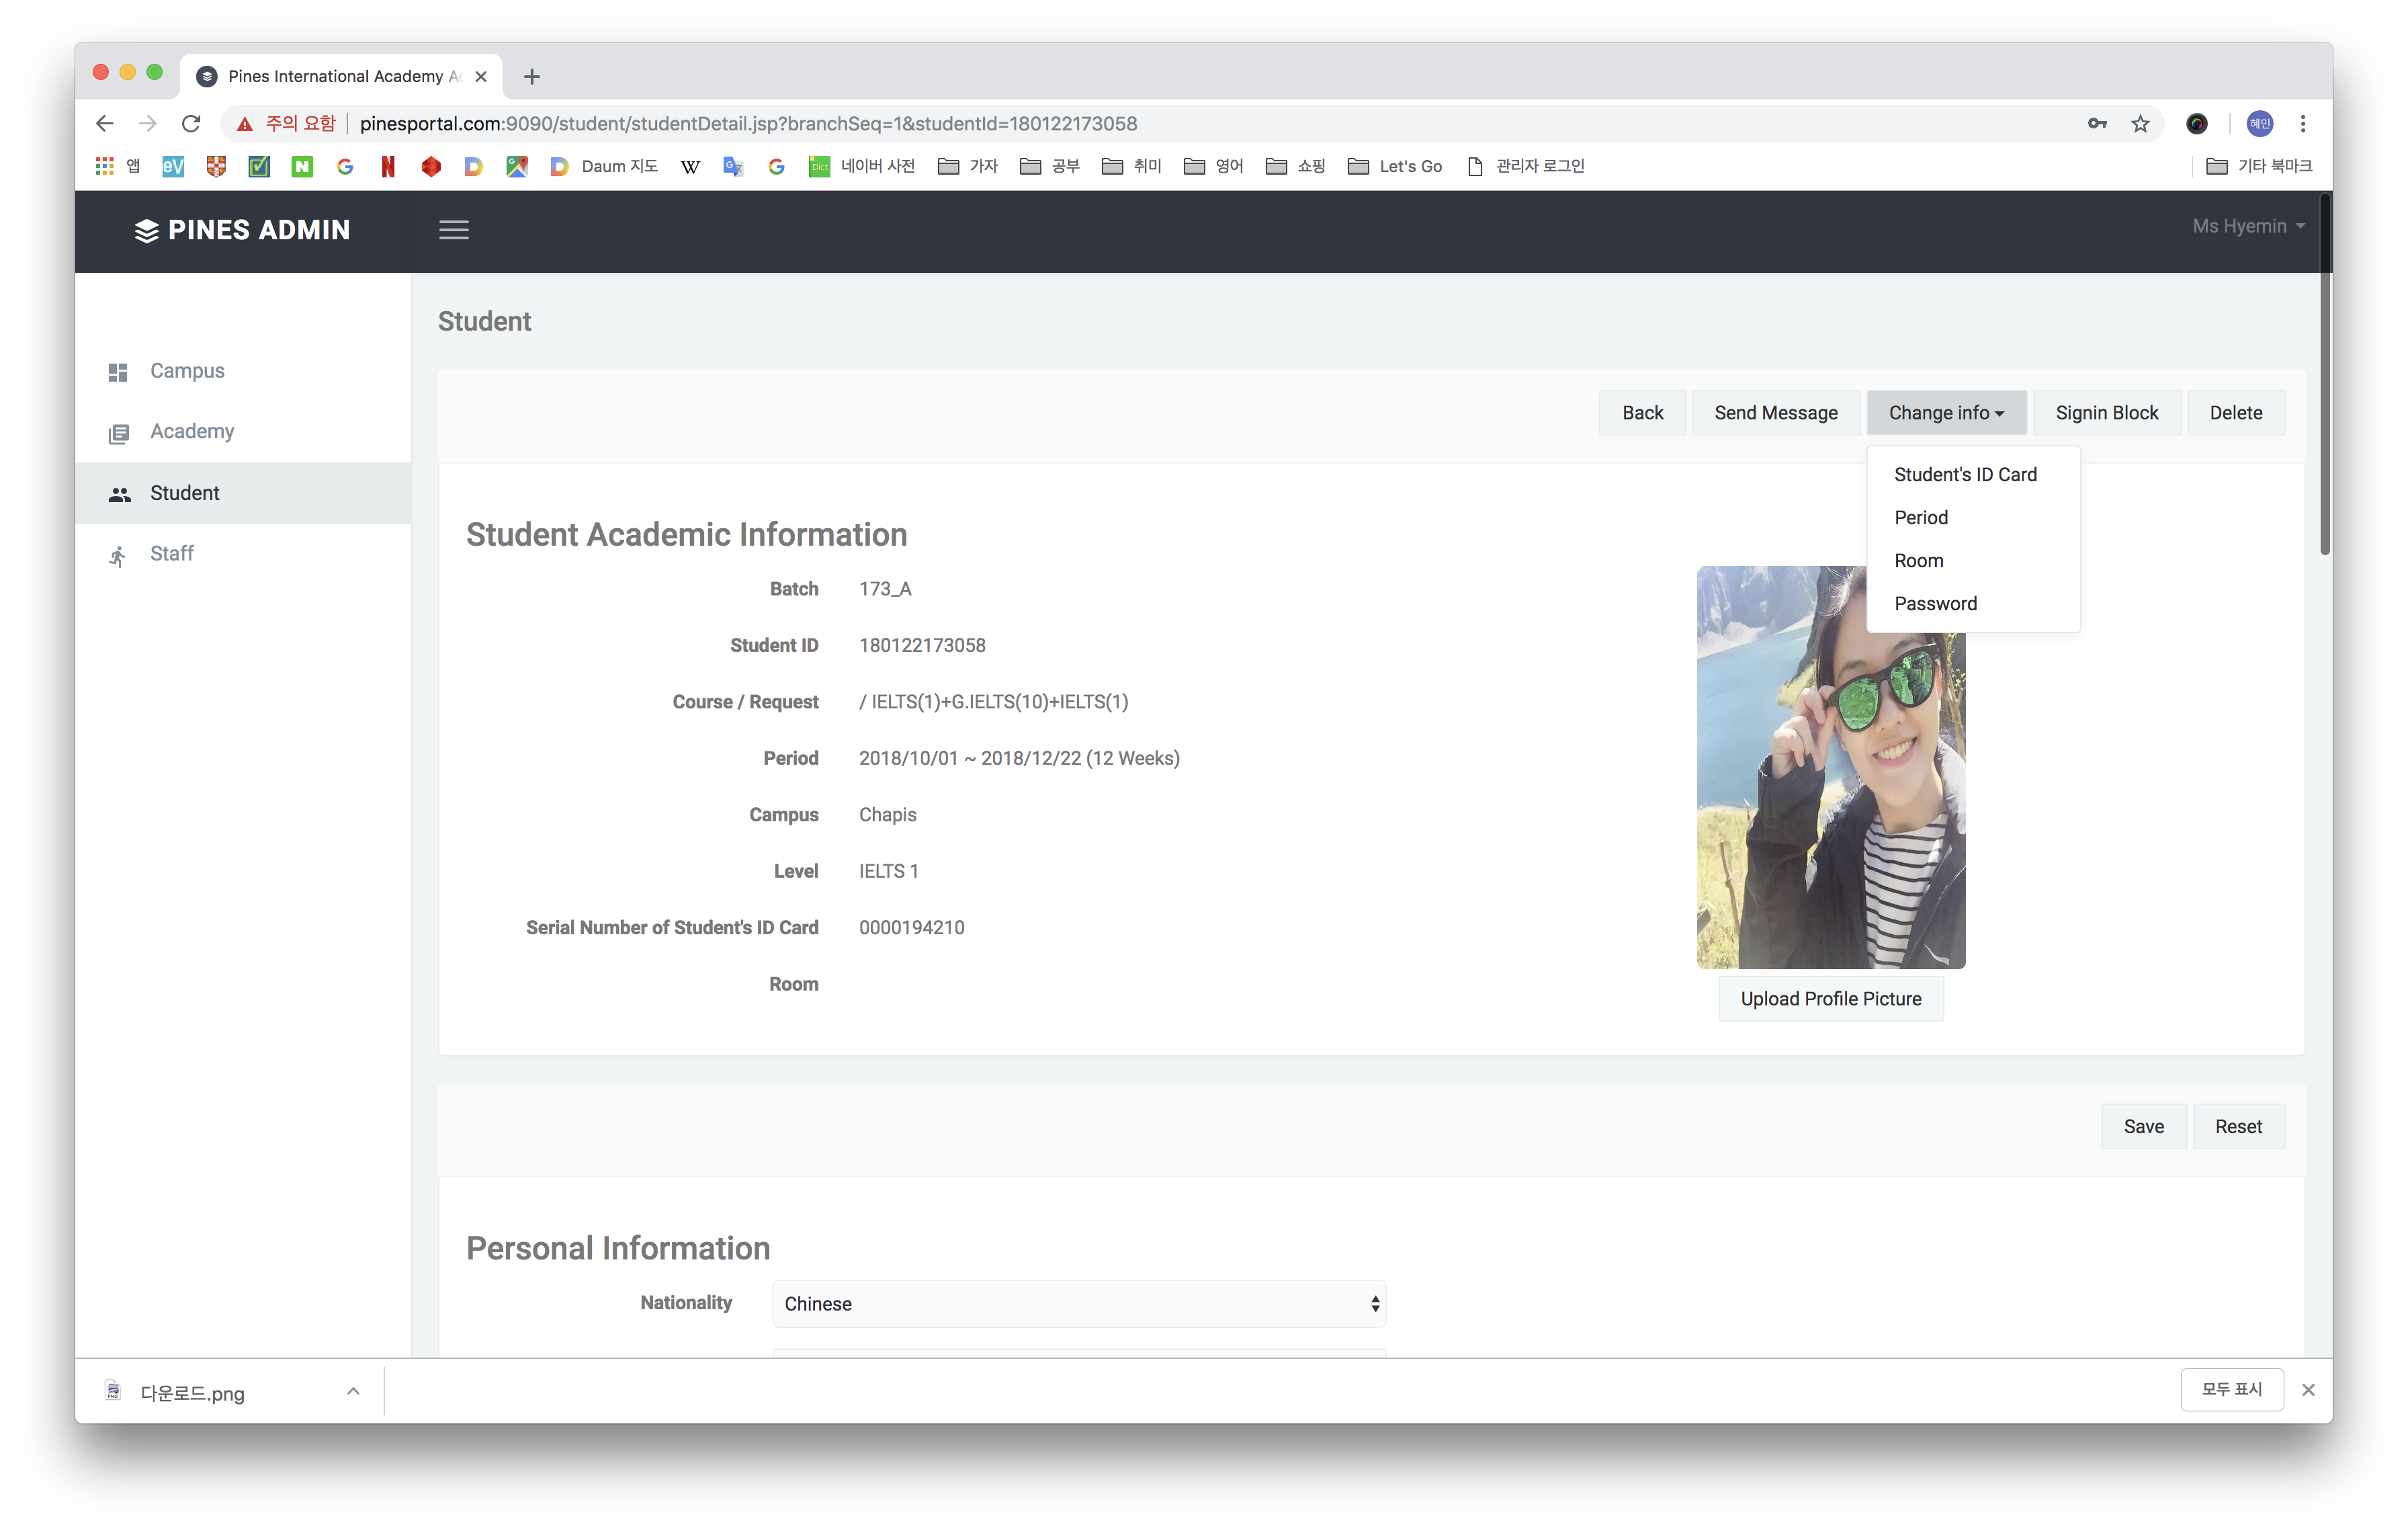 Pines International Academy A
주의 요함 pinesportal.com:9090/student/studentDetail.jsp?branchSeq=1&studentId=180122173058 혜민
앱 eV N G N D G D Daum 지도 W G G Dict 네이버 사전 가자 공부 취미 영어 쇼핑 Let's Go 관리자 로그인 기타 북마크
PINES ADMIN Ms Hyemin
Student
Campus
Academy
Student
Staff
Back Send Message Change info Signin Block Delete
Student's ID Card
Period
Room
Password
Student Academic Information
Batch 173_A
Student ID 180122173058
Course / Request / IELTS(1)+G.IELTS(10)+IELTS(1)
Period 2018/10/01 ~ 2018/12/22 (12 Weeks)
Campus Chapis
Level IELTS 1
Serial Number of Student's ID Card 0000194210
Room
Upload Profile Picture
Save Reset
Personal Information
Nationality Chinese
PNG 다운로드.png 모두 표시